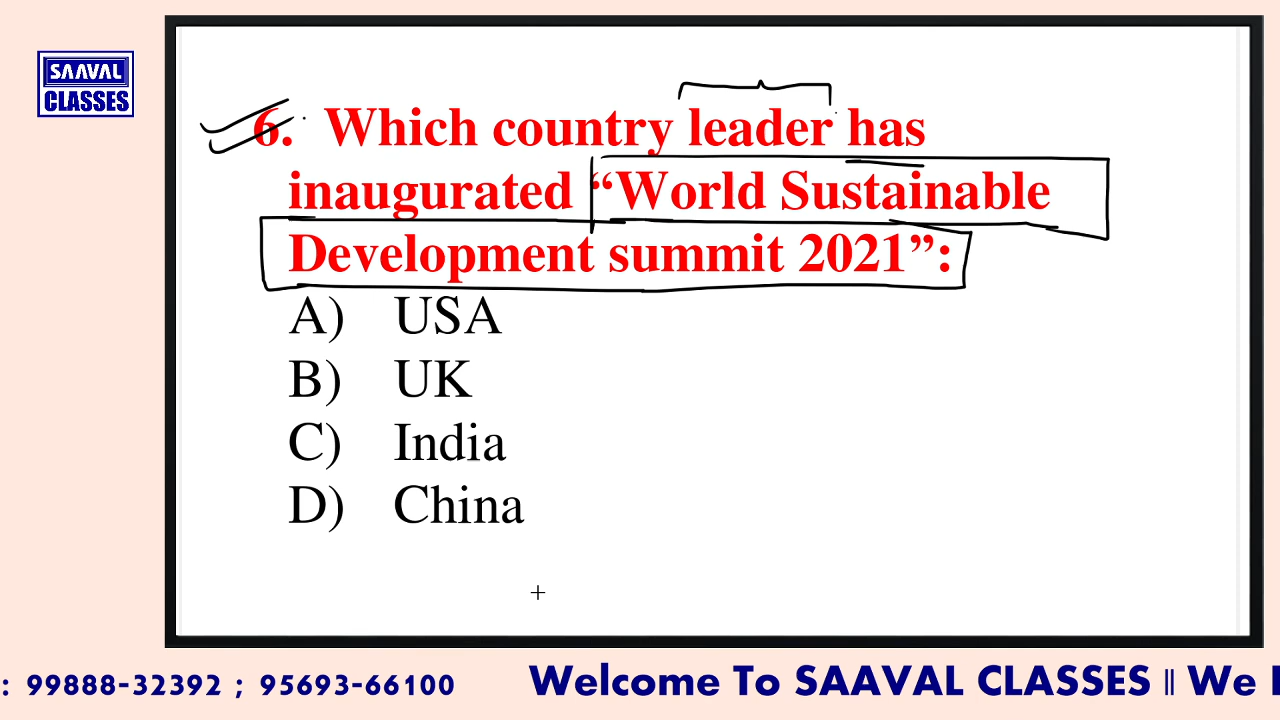 SAAVAL
CLASSES
6. Which country leader has
inaugurated “World Sustainable
Development summit 2021”:
A) USA
B) UK
C) India
D) China
: 99888-32392 ; 95693-66100 Welcome To SAAVAL CLASSES || We